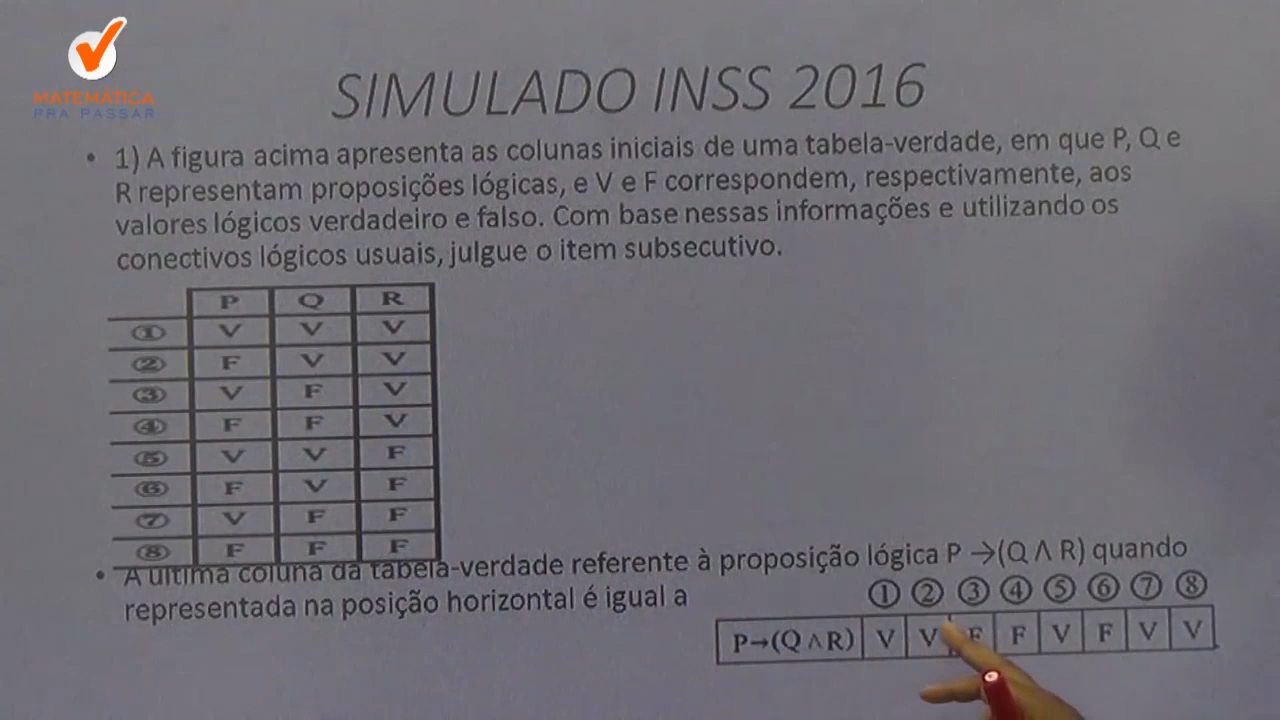 MATEMÁTICA
PRA PASSAR
SIMULADO INSS 2016
• 1) A figura acima apresenta as colunas iniciais de uma tabela-verdade, em que P, Q e
R representam proposições lógicas, e V e F correspondem, respectivamente, aos
valores lógicos verdadeiro e falso. Com base nessas informações e utilizando os
conectivos lógicos usuais, julgue o item subsecutivo.
P Q R
① V V V
② F V V
③ V F V
④ F F V
⑤ V V F
⑥ F V F
⑦ V F F
⑧ F F F
• A última coluna da tabela-verdade referente à proposição lógica P →(Q ∧ R) quando
representada na posição horizontal é igual a
① ② ③ ④ ⑤ ⑥ ⑦ ⑧
P→(Q∧R) V V F F V F V V